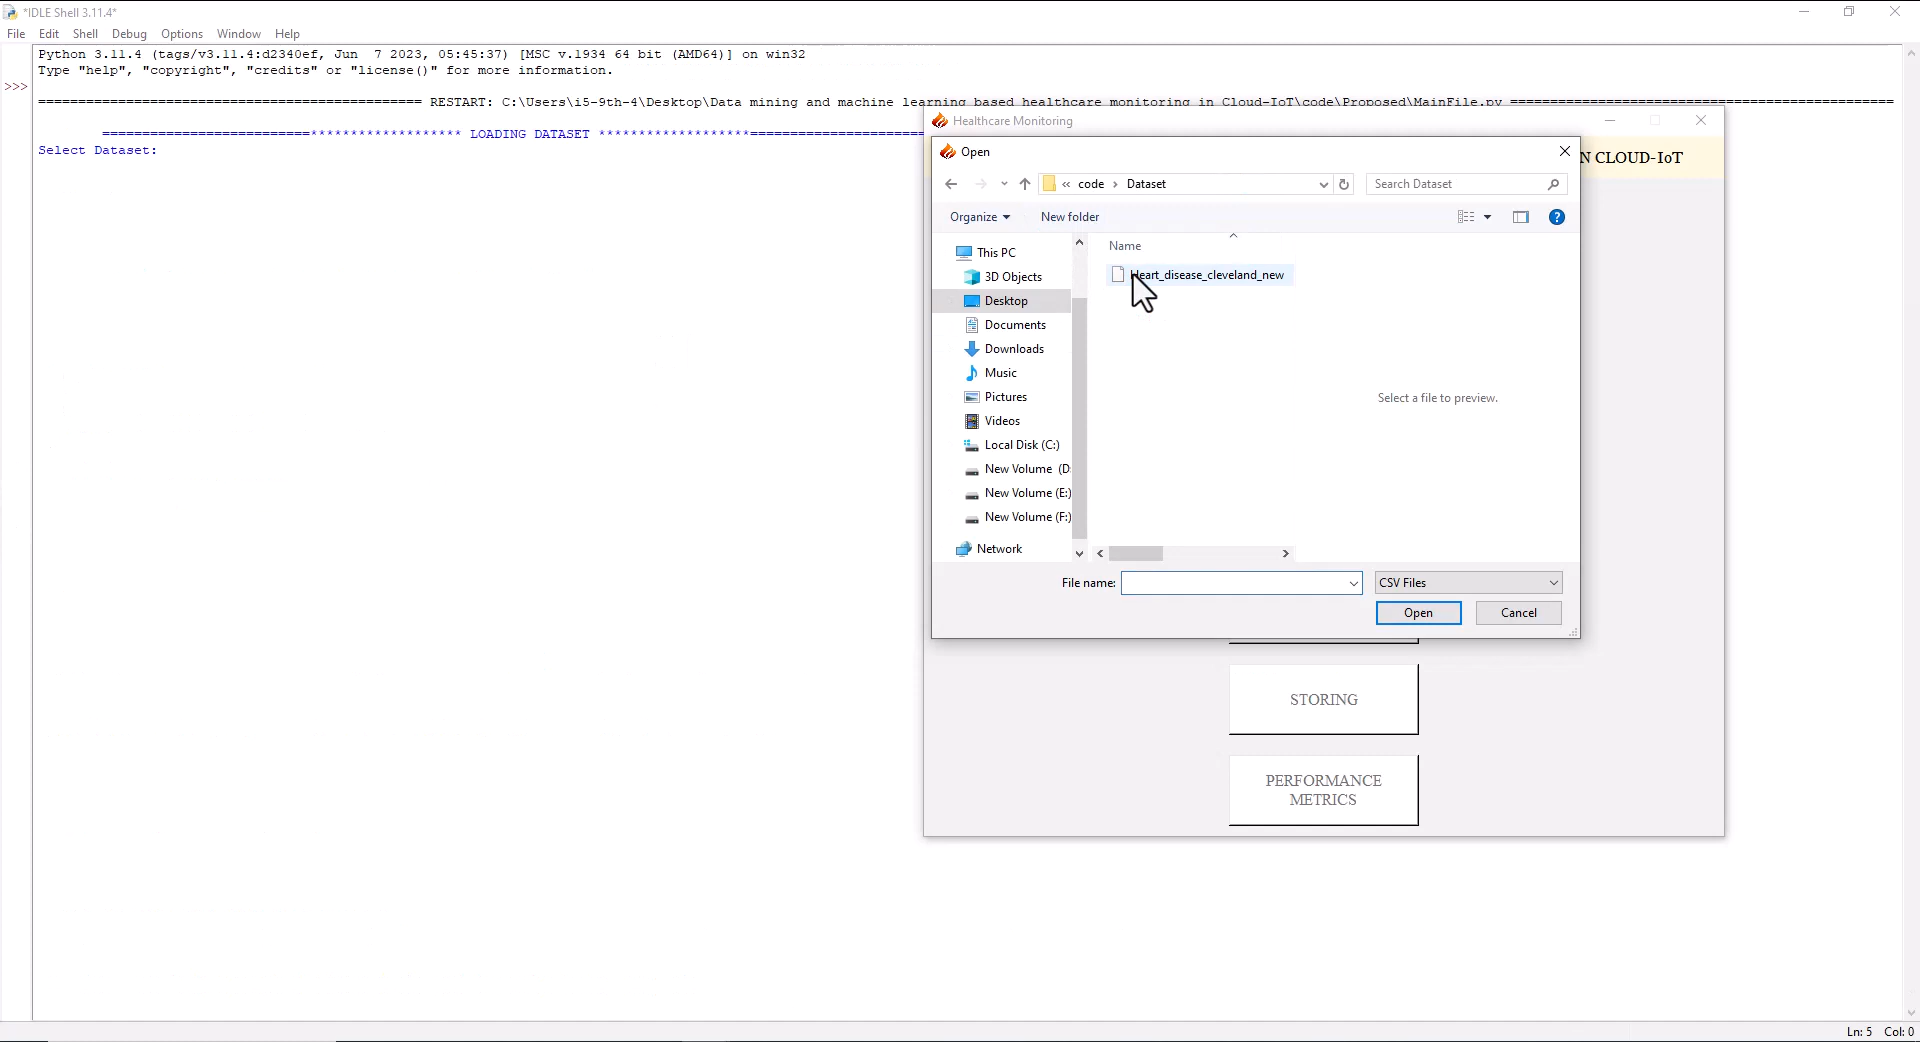 *IDLE Shell 3.11.4*
File Edit Shell Debug Options Window Help
Python 3.11.4 (tags/v3.11.4:d2340ef, Jun  7 2023, 05:45:37) [MSC v.1934 64 bit (AMD64)] on win32
Type "help", "copyright", "credits" or "license()" for more information.
>>>
============================================= RESTART: C:\Users\i5-9th-4\Desktop\Data mining and machine learning based healthcare monitoring in Cloud-IoT\code\Proposed\MainFile.py =============================================
==========================******************* LOADING DATASET *******************======================
Select Dataset:
Healthcare Monitoring
N CLOUD-IoT
Open
« code › Dataset
Search Dataset
Organize New folder
This PC
3D Objects
Desktop
Documents
Downloads
Music
Pictures
Videos
Local Disk (C:)
New Volume (D:
New Volume (E:)
New Volume (F:)
Network
Name
Heart_disease_cleveland_new
Select a file to preview.
File name:
CSV Files
Open
Cancel
STORING
PERFORMANCE
METRICS
Ln: 5 Col: 0